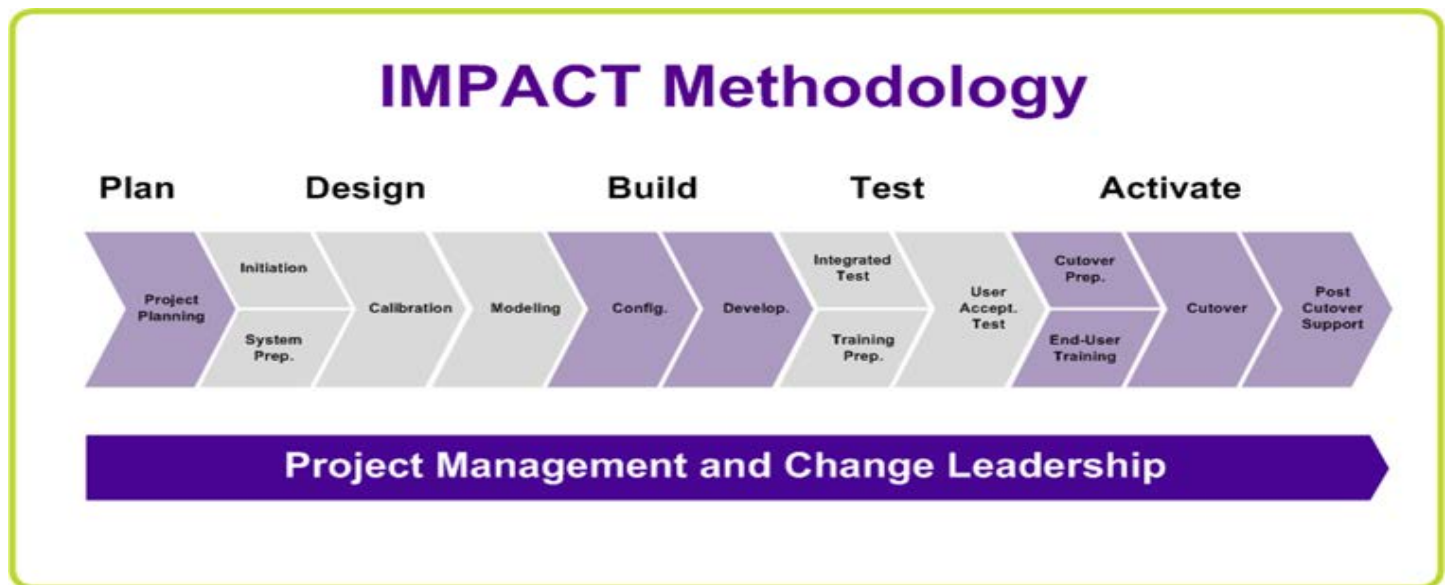 IMPACT Methodology
Plan Design Build Test Activate
Project
Planning
Initiation
System
Prep.
Calibration
Modeling
Config.
Develop.
Integrated
Test
Training
Prep.
User
Accept.
Test
Cutover
Prep.
End-User
Training
Cutover
Post
Cutover
Support
Project Management and Change Leadership